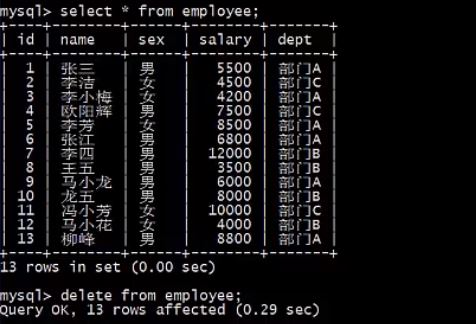 mysql> select * from employee;
+----+--------+-----+--------+-------+
| id | name | sex | salary | dept |
+----+--------+-----+--------+-------+
| 1 | 张三 | 男 | 5500 | 部门A |
| 2 | 李洁 | 女 | 4500 | 部门C |
| 3 | 李小梅 | 女 | 4200 | 部门A |
| 4 | 欧阳辉 | 男 | 7500 | 部门C |
| 5 | 李芳 | 女 | 8500 | 部门A |
| 6 | 张江 | 男 | 6800 | 部门A |
| 7 | 李四 | 男 | 12000 | 部门B |
| 8 | 王五 | 男 | 3500 | 部门B |
| 9 | 马小龙 | 男 | 6000 | 部门A |
| 10 | 龙五 | 男 | 8000 | 部门B |
| 11 | 冯小芳 | 女 | 10000 | 部门C |
| 12 | 马小花 | 女 | 4000 | 部门B |
| 13 | 柳峰 | 男 | 8800 | 部门A |
+----+--------+-----+--------+-------+
13 rows in set (0.00 sec)
mysql> delete from employee;
Query OK, 13 rows affected (0.29 sec)